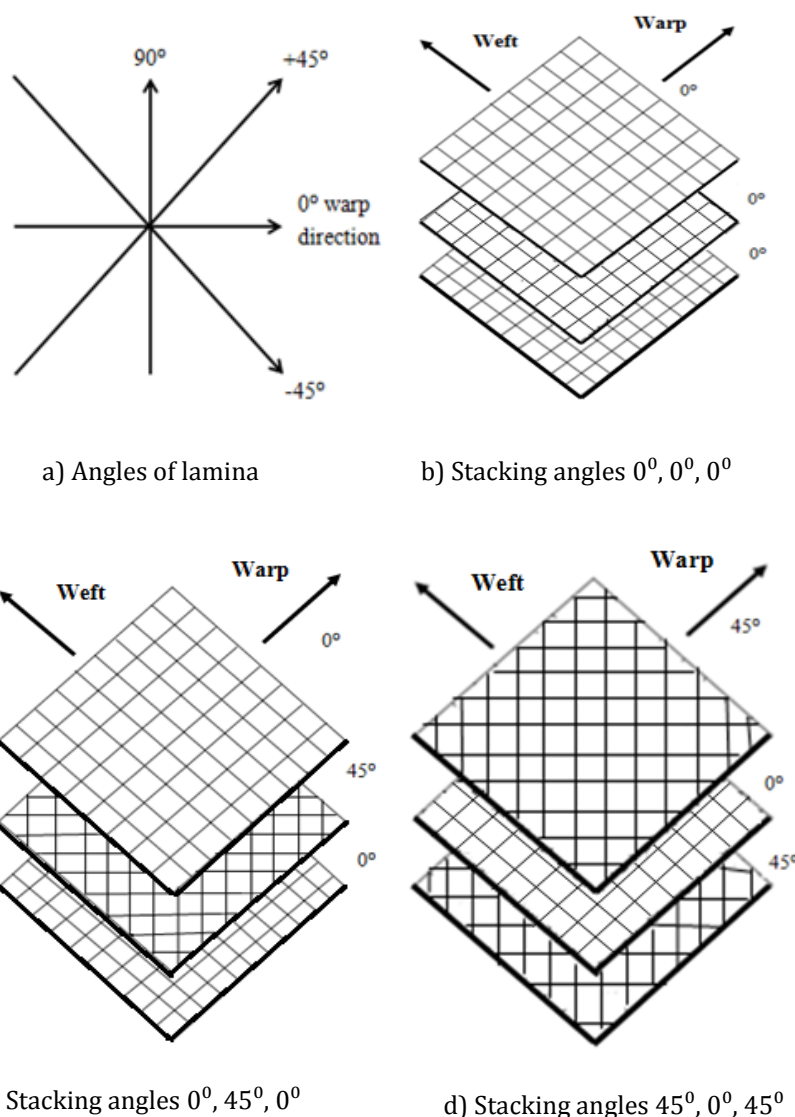 90°
+45°
0° warp
direction
-45°
Weft
Warp
0°
0°
0°
a) Angles of lamina
b) Stacking angles 0⁰, 0⁰, 0⁰
Weft
Warp
0°
45°
0°
Stacking angles 0⁰, 45⁰, 0⁰
Weft
Warp
45°
0°
45°
d) Stacking angles 45⁰, 0⁰, 45⁰